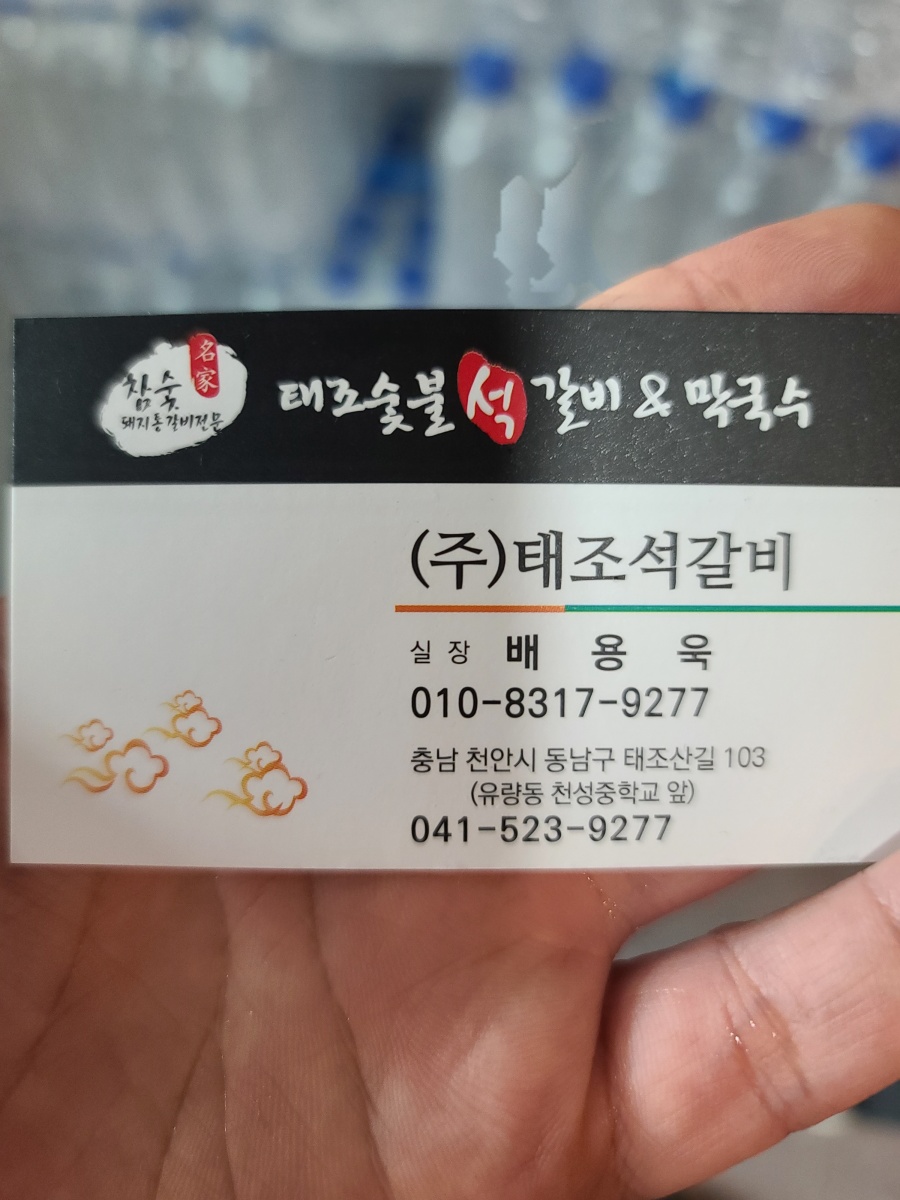 名家
참숯
돼지통갈비전문
태조숯불 석 갈비 & 막국수
(주)태조석갈비
실장 배 용 욱
010-8317-9277
충남 천안시 동남구 태조산길 103
(유량동 천성중학교 앞)
041-523-9277